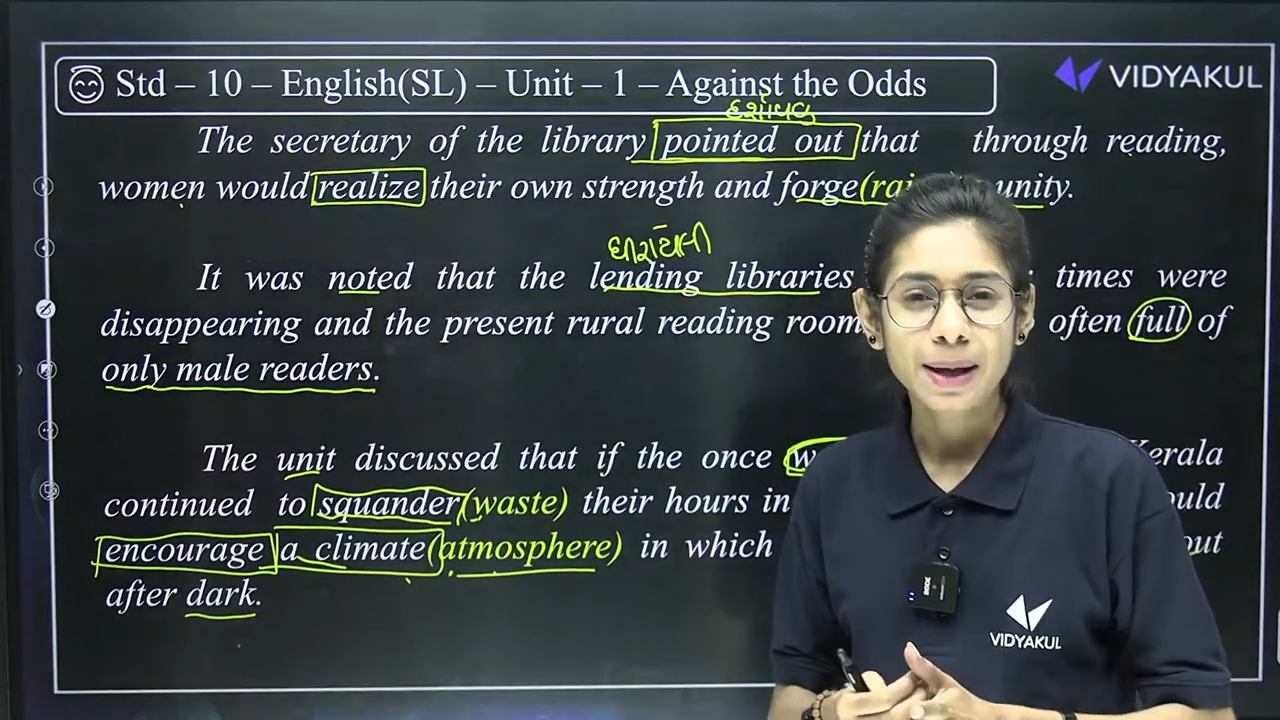 Std – 10 – English(SL) – Unit – 1 – Against the Odds
VIDYAKUL
The secretary of the library pointed out that through reading,
women would realize their own strength and forge(rai unity.
It was noted that the lending libraries times were
disappearing and the present rural reading room often full of
only male readers.
The unit discussed that if the once Kerala
continued to squander(waste) their hours in
encourage a climate(atmosphere) in which out
after dark.
VIDYAKUL